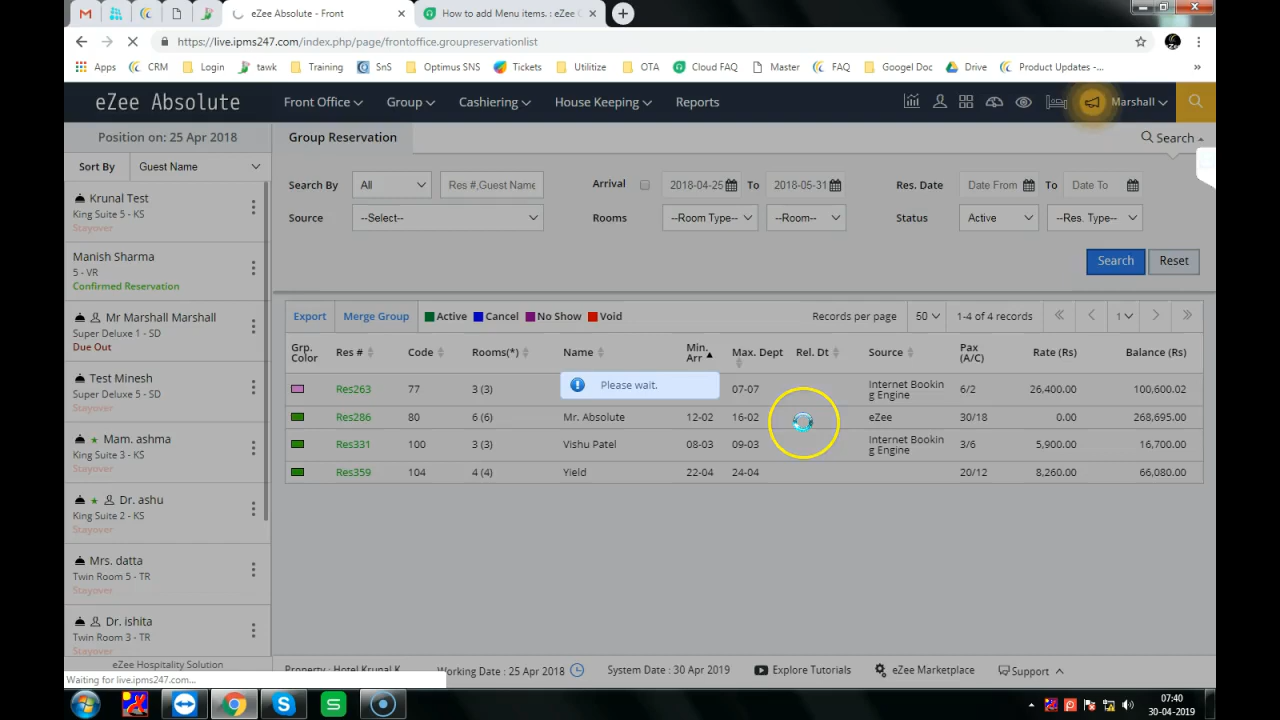 eZee Absolute - Front
How to add Menu items. : eZee C
https://live.ipms247.com/index.php/page/frontoffice.groupreservationlist
Apps CRM Login tawk Training SnS Optimus SNS Tickets Utilitize OTA Cloud FAQ Master FAQ Googel Doc Drive Product Updates -... »
eZee Absolute Front Office Group Cashiering House Keeping Reports Marshall
Position on: 25 Apr 2018
Sort By Guest Name
Krunal Test
King Suite 5 - KS
Stayover
Manish Sharma
5 - VR
Confirmed Reservation
Mr Marshall Marshall
Super Deluxe 1 - SD
Due Out
Test Minesh
Super Deluxe 5 - SD
Stayover
Mam. ashma
King Suite 3 - KS
Stayover
Dr. ashu
King Suite 2 - KS
Stayover
Mrs. datta
Twin Room 5 - TR
Stayover
Dr. ishita
Twin Room 3 - TR
eZee Hospitality Solution
Group Reservation Search
Search By All Res #,Guest Name Arrival 2018-04-25 To 2018-05-31 Res. Date Date From To Date To
Source --Select-- Rooms --Room Type-- --Room-- Status Active --Res. Type--
Search Reset
Export Merge Group Active Cancel No Show Void Records per page 50 1-4 of 4 records 1
Grp. Color Res # Code Rooms(*) Name Min. Arr Max. Dept Rel. Dt Source Pax (A/C) Rate (Rs) Balance (Rs)
Please wait.
Res263 77 3 (3) 07-07 Internet Bookin g Engine 6/2 26,400.00 100,600.02
Res286 80 6 (6) Mr. Absolute 12-02 16-02 eZee 30/18 0.00 268,695.00
Res331 100 3 (3) Vishu Patel 08-03 09-03 Internet Bookin g Engine 3/6 5,900.00 16,700.00
Res359 104 4 (4) Yield 22-04 24-04 20/12 8,260.00 66,080.00
Property : Hotel Krunal K Working Date : 25 Apr 2018 System Date : 30 Apr 2019 Explore Tutorials eZee Marketplace Support
Waiting for live.ipms247.com...
07:40
30-04-2019